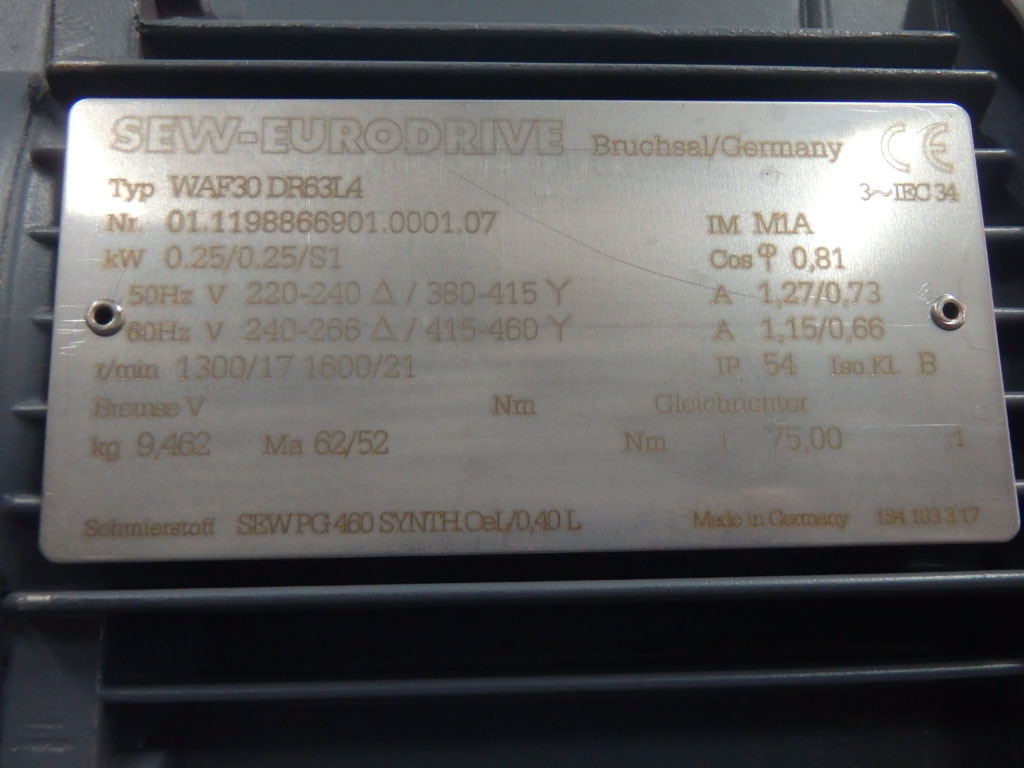 SEW-EURODRIVE Bruchsal/Germany CE
Typ WAF30 DR63L4 3~IEC 34
Nr. 01.1198866901.0001.07 IM M1A
kW 0.25/0.25/S1 Cos φ 0,81
50Hz V 220-240 Δ / 380-415 Y A 1,27/0,73
60Hz V 240-266 Δ / 415-460 Y A 1,15/0,66
r/min 1300/17 1600/21 IP 54 Iso.Kl. B
Bremse V Nm Gleichrichter
kg 9,462 Ma 62/52 Nm i 75,00 :1
Schmierstoff SEW PG-460 SYNTH.Oel/0,40 L Made in Germany 184 103 3.17